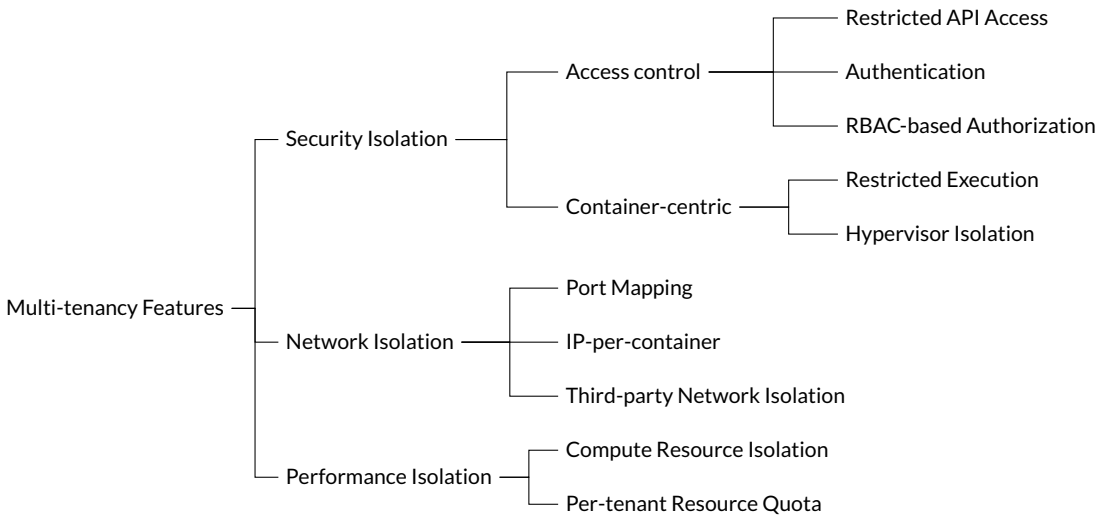 Multi-tenancy Features
Security Isolation
Access control
Restricted API Access
Authentication
RBAC-based Authorization
Container-centric
Restricted Execution
Hypervisor Isolation
Network Isolation
Port Mapping
IP-per-container
Third-party Network Isolation
Performance Isolation
Compute Resource Isolation
Per-tenant Resource Quota